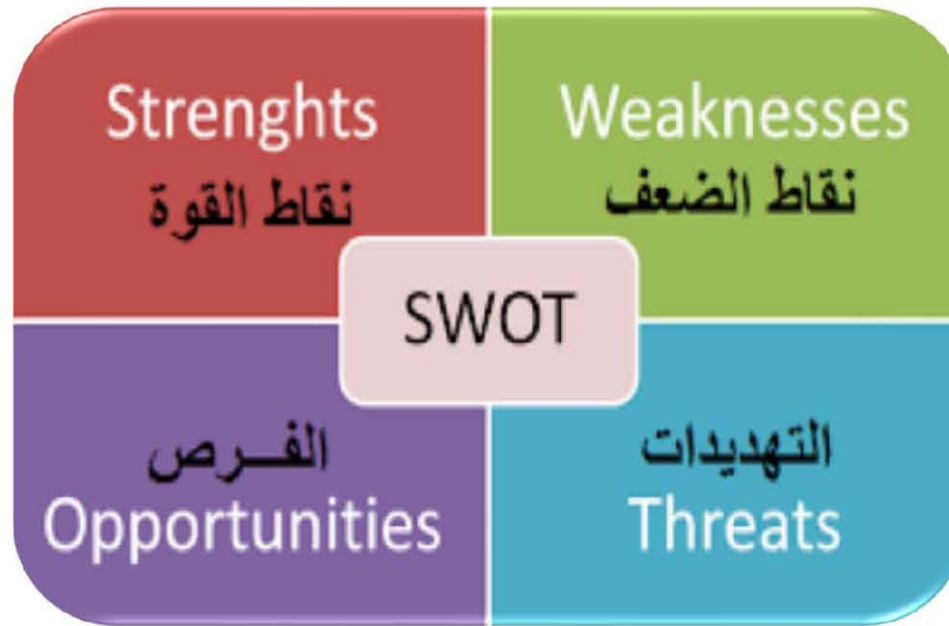 Strenghts
نقاط القوة
Weaknesses
نقاط الضعف
SWOT
الفــرص
Opportunities
التهديدات
Threats